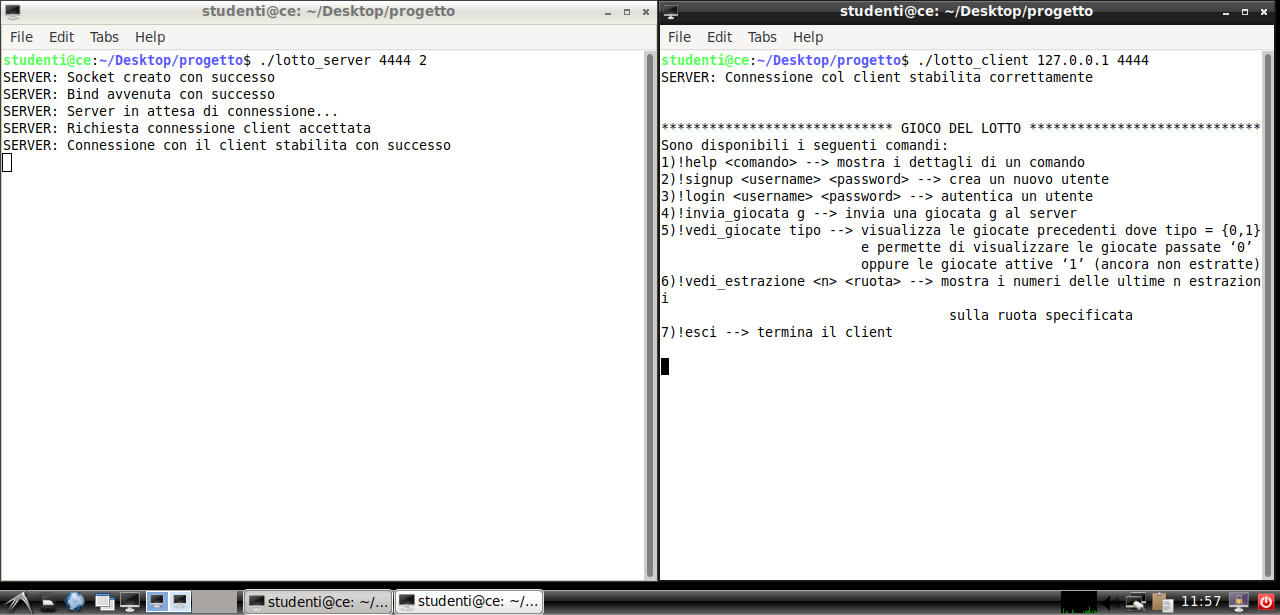 studenti@ce: ~/Desktop/progetto
File Edit Tabs Help
studenti@ce:~/Desktop/progetto$ ./lotto_server 4444 2
SERVER: Socket creato con successo
SERVER: Bind avvenuta con successo
SERVER: Server in attesa di connessione...
SERVER: Richiesta connessione client accettata
SERVER: Connessione con il client stabilita con successo
studenti@ce: ~/Desktop/progetto
File Edit Tabs Help
studenti@ce:~/Desktop/progetto$ ./lotto_client 127.0.0.1 4444
SERVER: Connessione col client stabilita correttamente
***************************** GIOCO DEL LOTTO *****************************
Sono disponibili i seguenti comandi:
1)!help <comando> --> mostra i dettagli di un comando
2)!signup <username> <password> --> crea un nuovo utente
3)!login <username> <password> --> autentica un utente
4)!invia_giocata g --> invia una giocata g al server
5)!vedi_giocate tipo --> visualizza le giocate precedenti dove tipo = {0,1}
e permette di visualizzare le giocate passate ‘0’
oppure le giocate attive ‘1’ (ancora non estratte)
6)!vedi_estrazione <n> <ruota> --> mostra i numeri delle ultime n estrazion
i
sulla ruota specificata
7)!esci --> termina il client
studenti@ce: ~/...
studenti@ce: ~/...
11:57